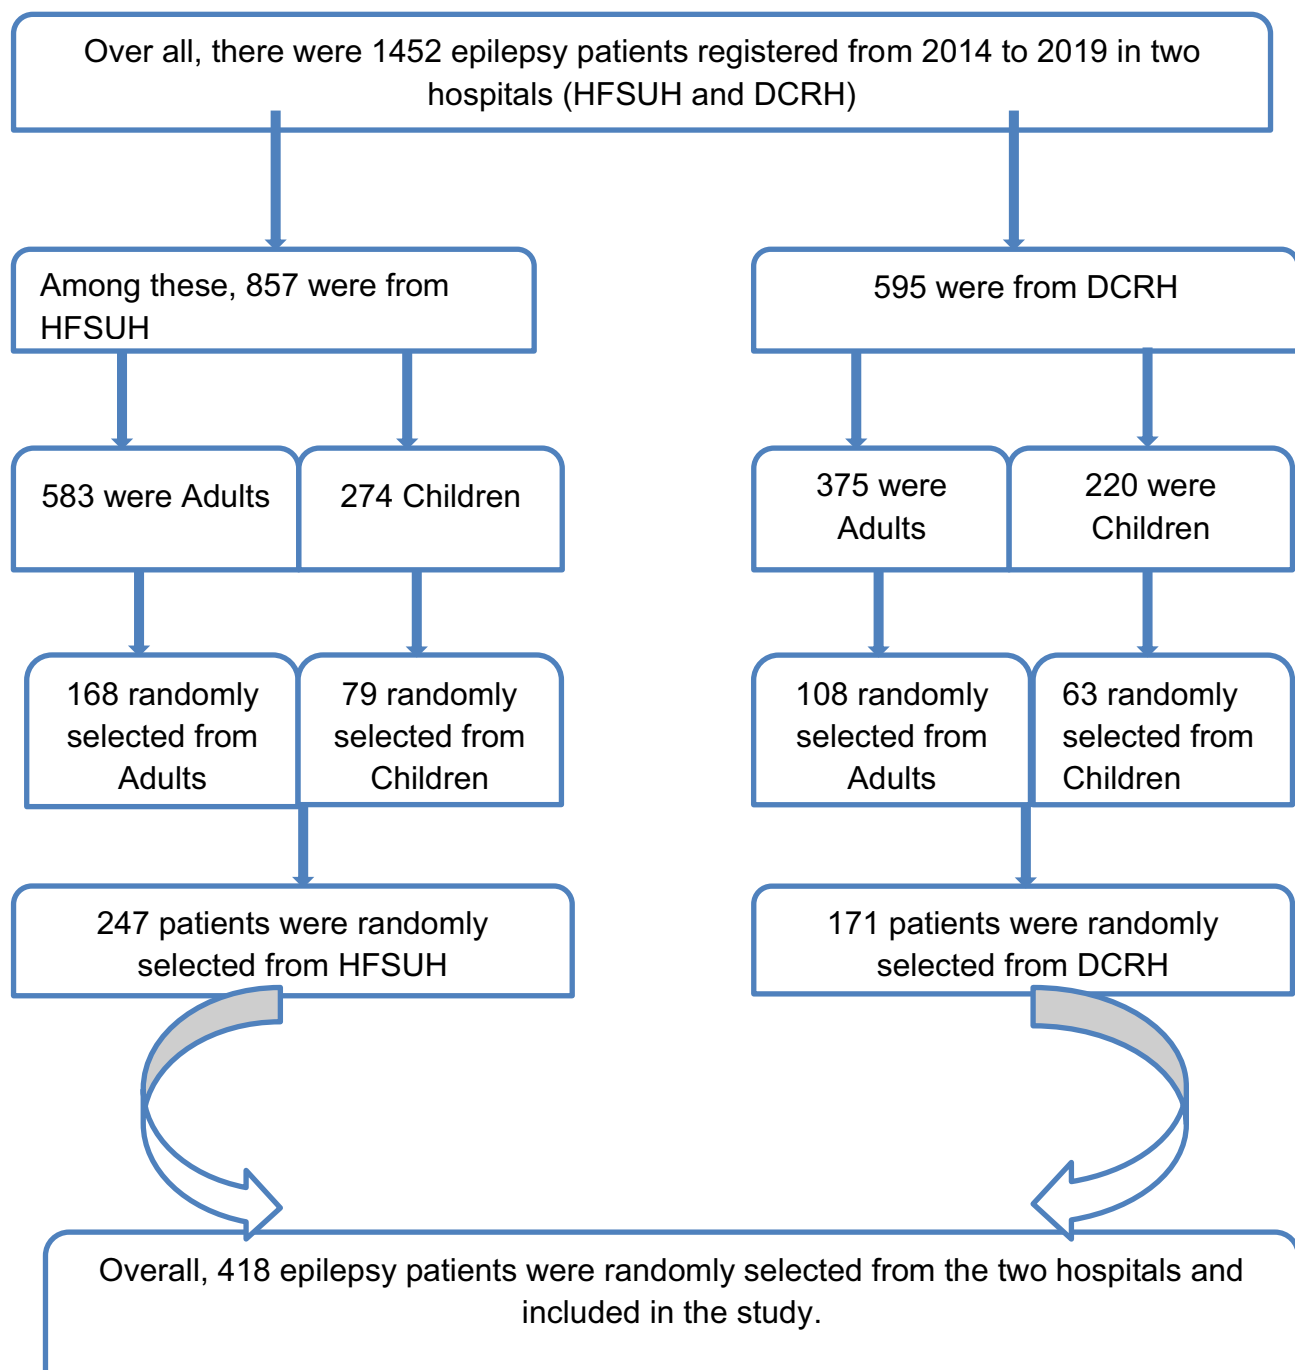 Over all, there were 1452 epilepsy patients registered from 2014 to 2019 in two
hospitals (HFSUH and DCRH)
Among these, 857 were from
HFSUH
595 were from DCRH
583 were Adults
274 Children
375 were
Adults
220 were
Children
168 randomly
selected from
Adults
79 randomly
selected from
Children
108 randomly
selected from
Adults
63 randomly
selected from
Children
247 patients were randomly
selected from HFSUH
171 patients were randomly
selected from DCRH
Overall, 418 epilepsy patients were randomly selected from the two hospitals and
included in the study.